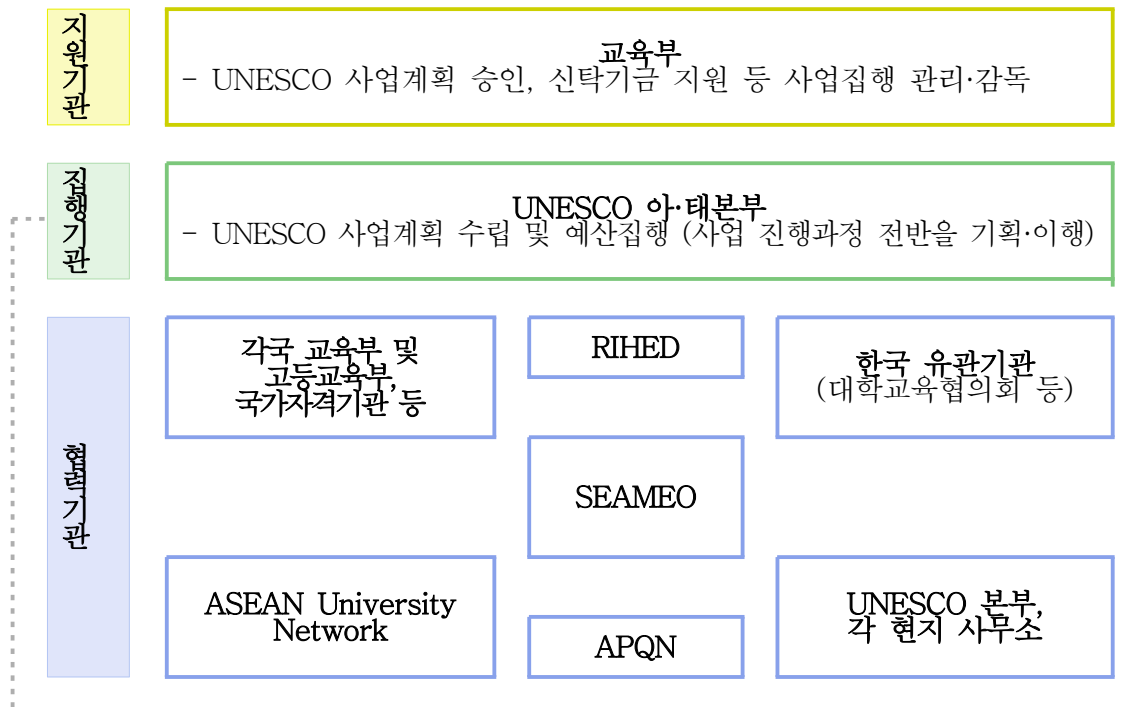 지원기관
교육부
- UNESCO 사업계획 승인, 신탁기금 지원 등 사업집행 관리·감독
집행기관
UNESCO 아·태본부
- UNESCO 사업계획 수립 및 예산집행 (사업 진행과정 전반을 기획·이행)
협력기관
각국 교육부 및
고등교육부,
국가자격기관 등
RIHED
한국 유관기관
(대학교육협의회 등)
SEAMEO
ASEAN University
Network
APQN
UNESCO 본부,
각 현지 사무소